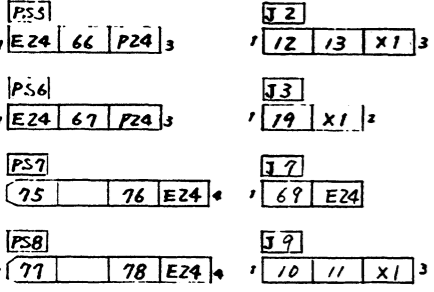 PS5 J2
E24 66 P24 3 1 12 13 X1 3
PS6 J3
E24 67 P24 3 1 19 X1 2
PS7 J7
75 76 E24 4 1 69 E24
PS8 J9
77 78 E24 4 1 10 11 X1 3